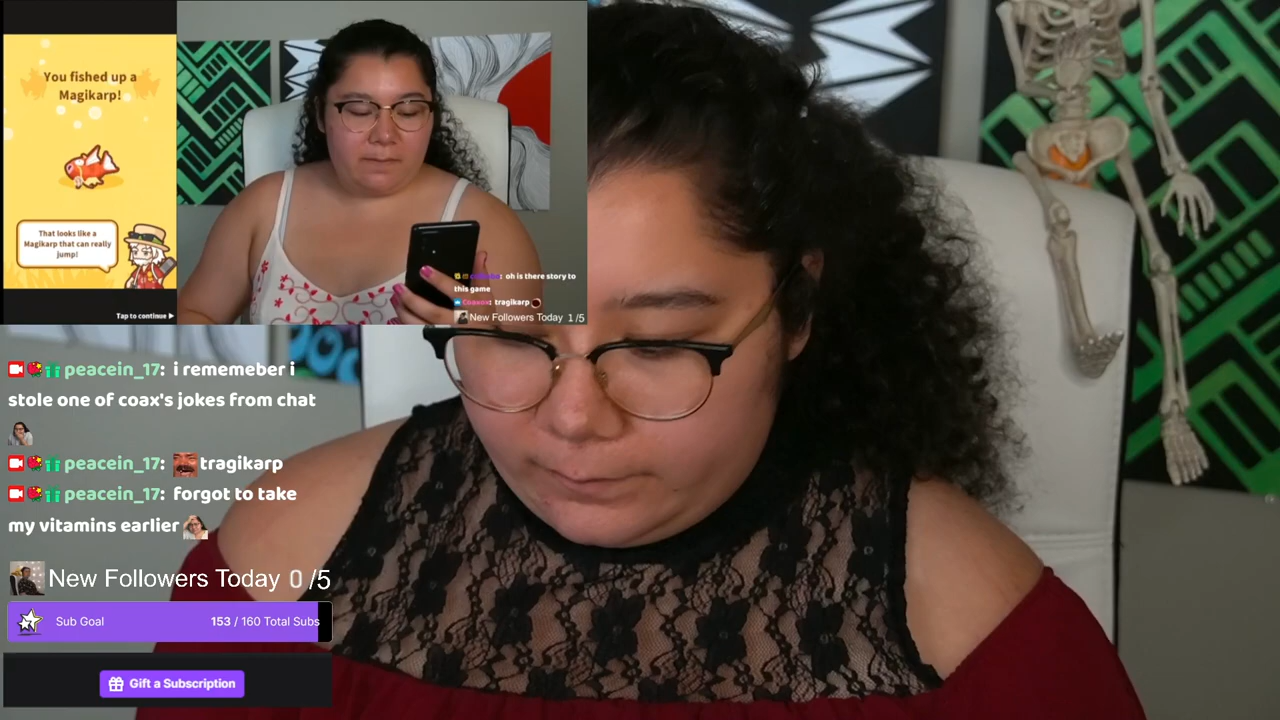 You fished up a
Magikarp!
That looks like a
Magikarp that can really
jump!
Tap to continue
: oh is there story to
this game
Coaxox: tragikarp
New Followers Today 1/5
peacein_17: i rememeber i
stole one of coax's jokes from chat
peacein_17: tragikarp
peacein_17: forgot to take
my vitamins earlier
New Followers Today 0/5
Sub Goal 153 / 160 Total Subs
Gift a Subscription